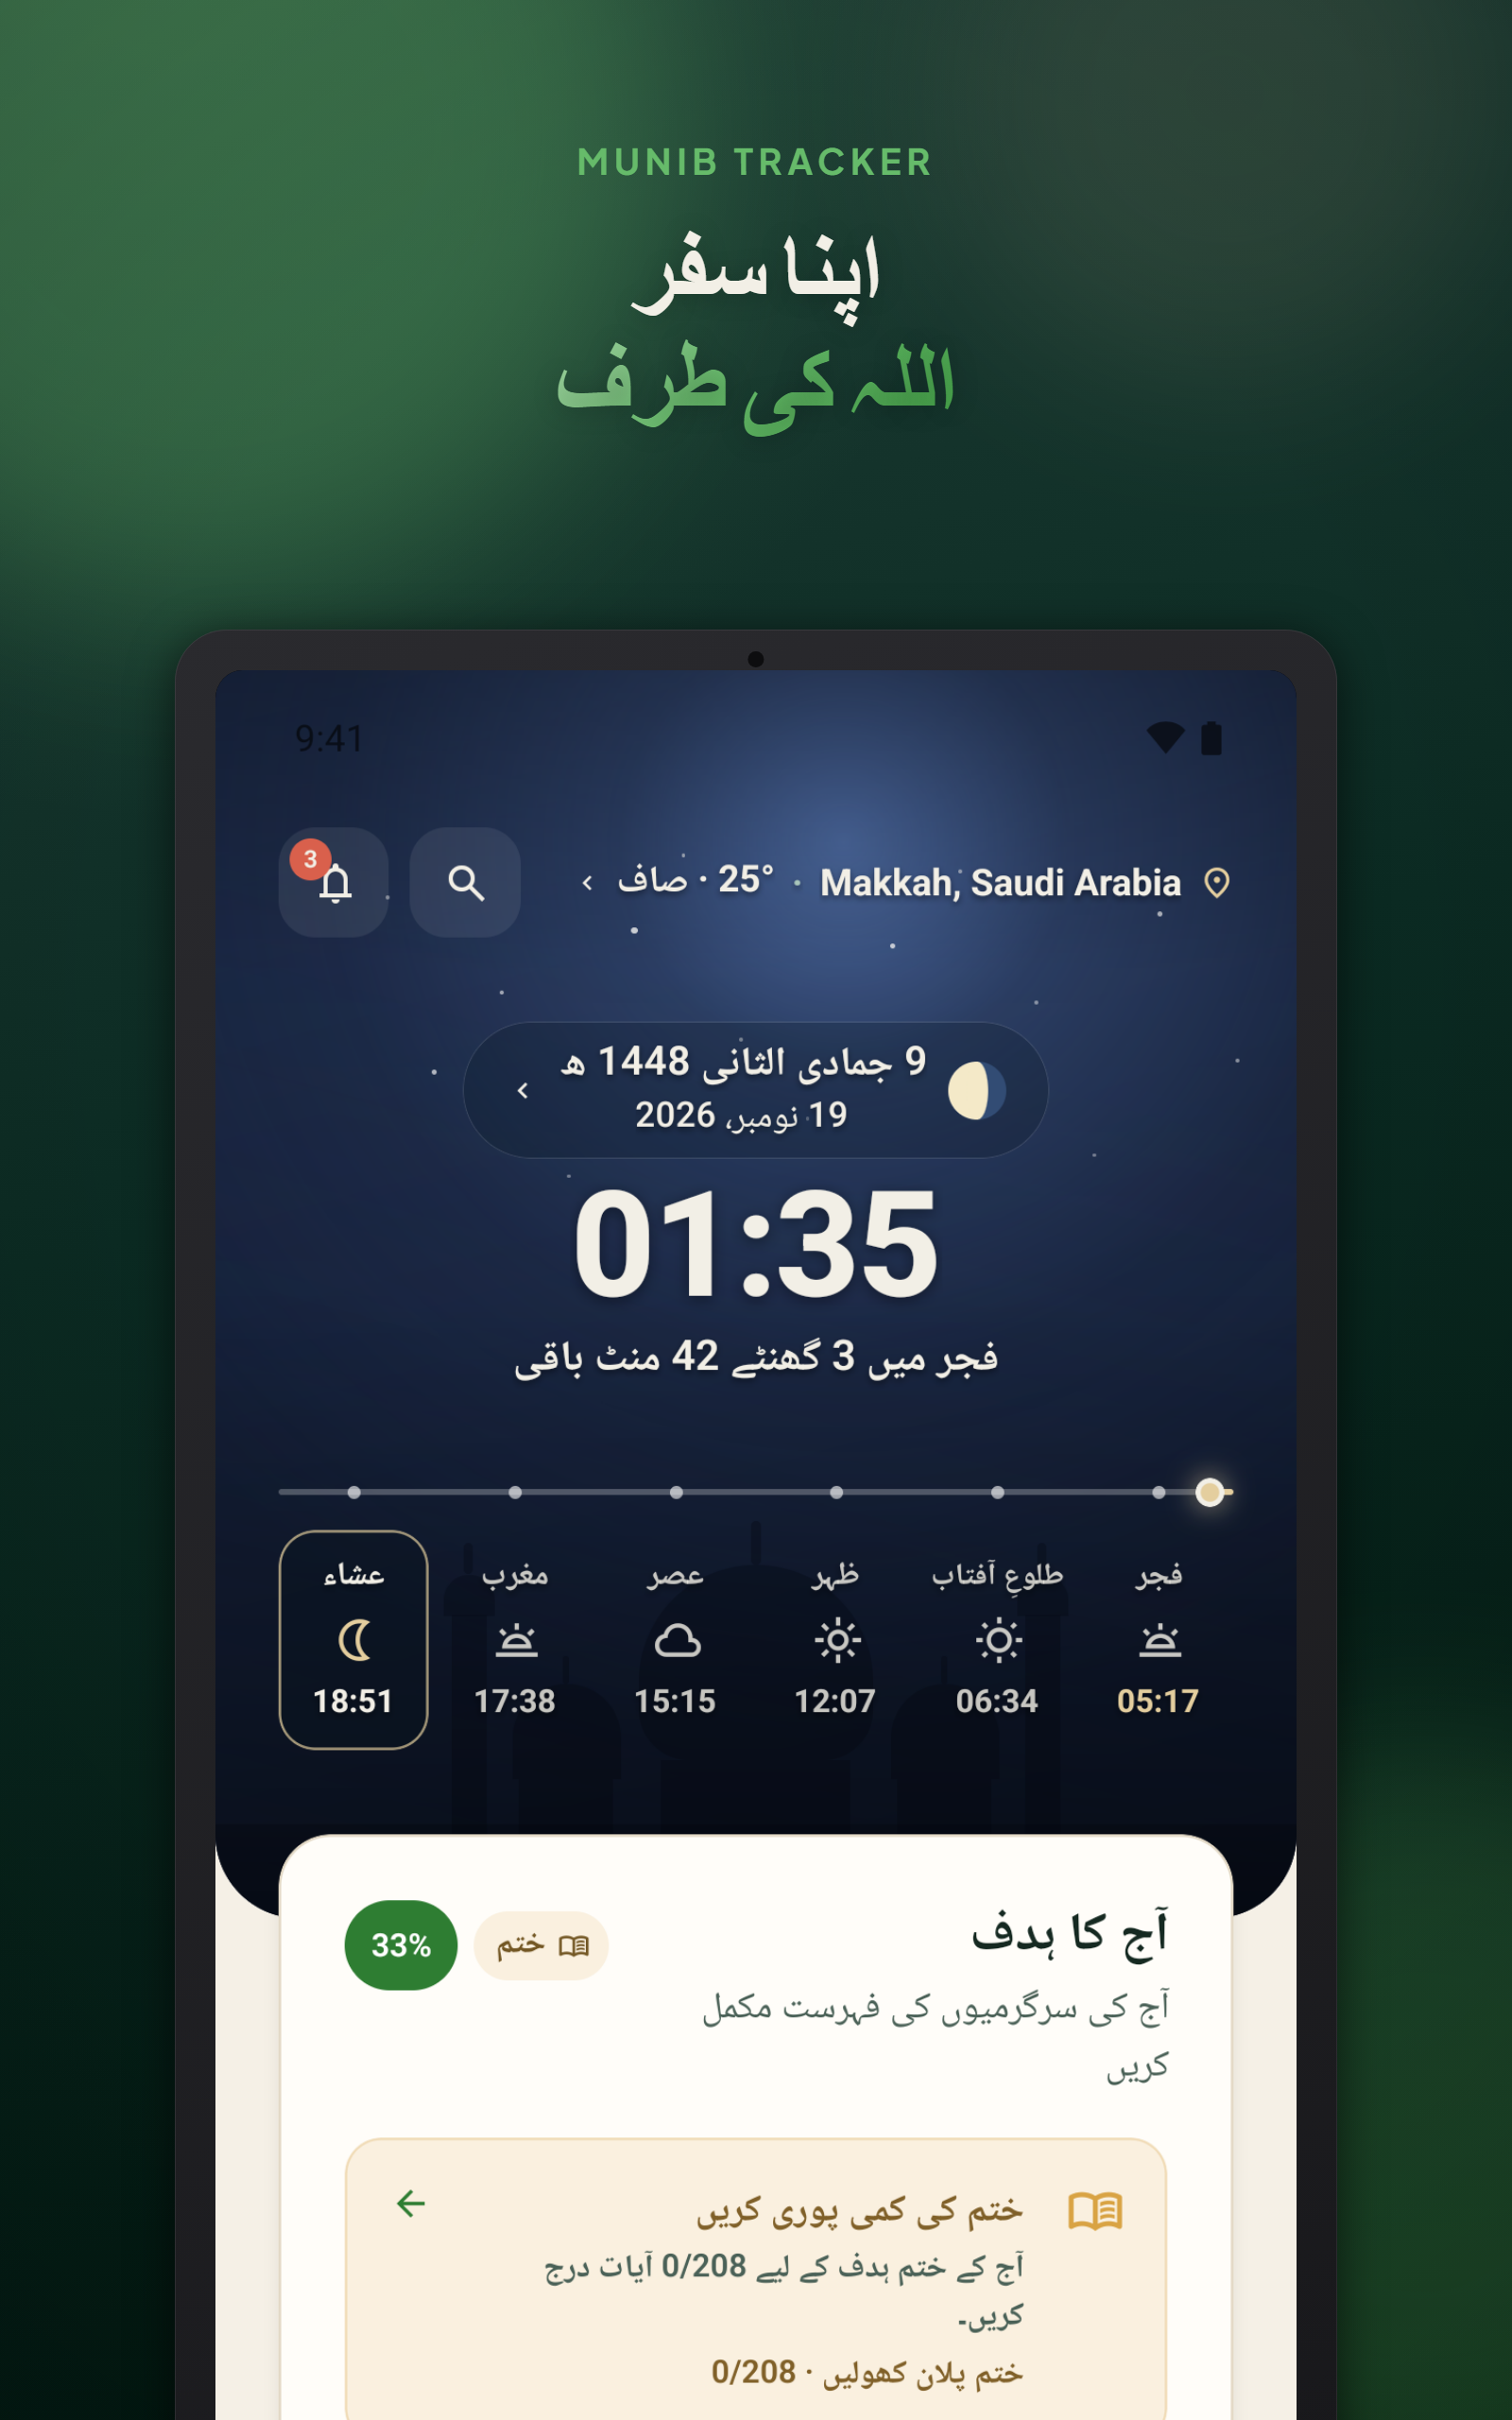 MUNIB TRACKER
اپنا سفر
اللہ کی طرف
9:41
Makkah, Saudi Arabia · 25° · صاف
3
9 جمادی الثانی 1448 ھ
19 نومبر، 2026
01:35
فجر میں 3 گھنٹے 42 منٹ باقی
فجر طلوعِ آفتاب ظہر عصر مغرب عشاء
05:17 06:34 12:07 15:15 17:38 18:51
آج کا ہدف
ختم
33%
آج کی سرگرمیوں کی فہرست مکمل
کریں
ختم کی کمی پوری کریں
آج کے ختم ہدف کے لیے 0/208 آیات درج
کریں۔
ختم پلان کھولیں · 0/208